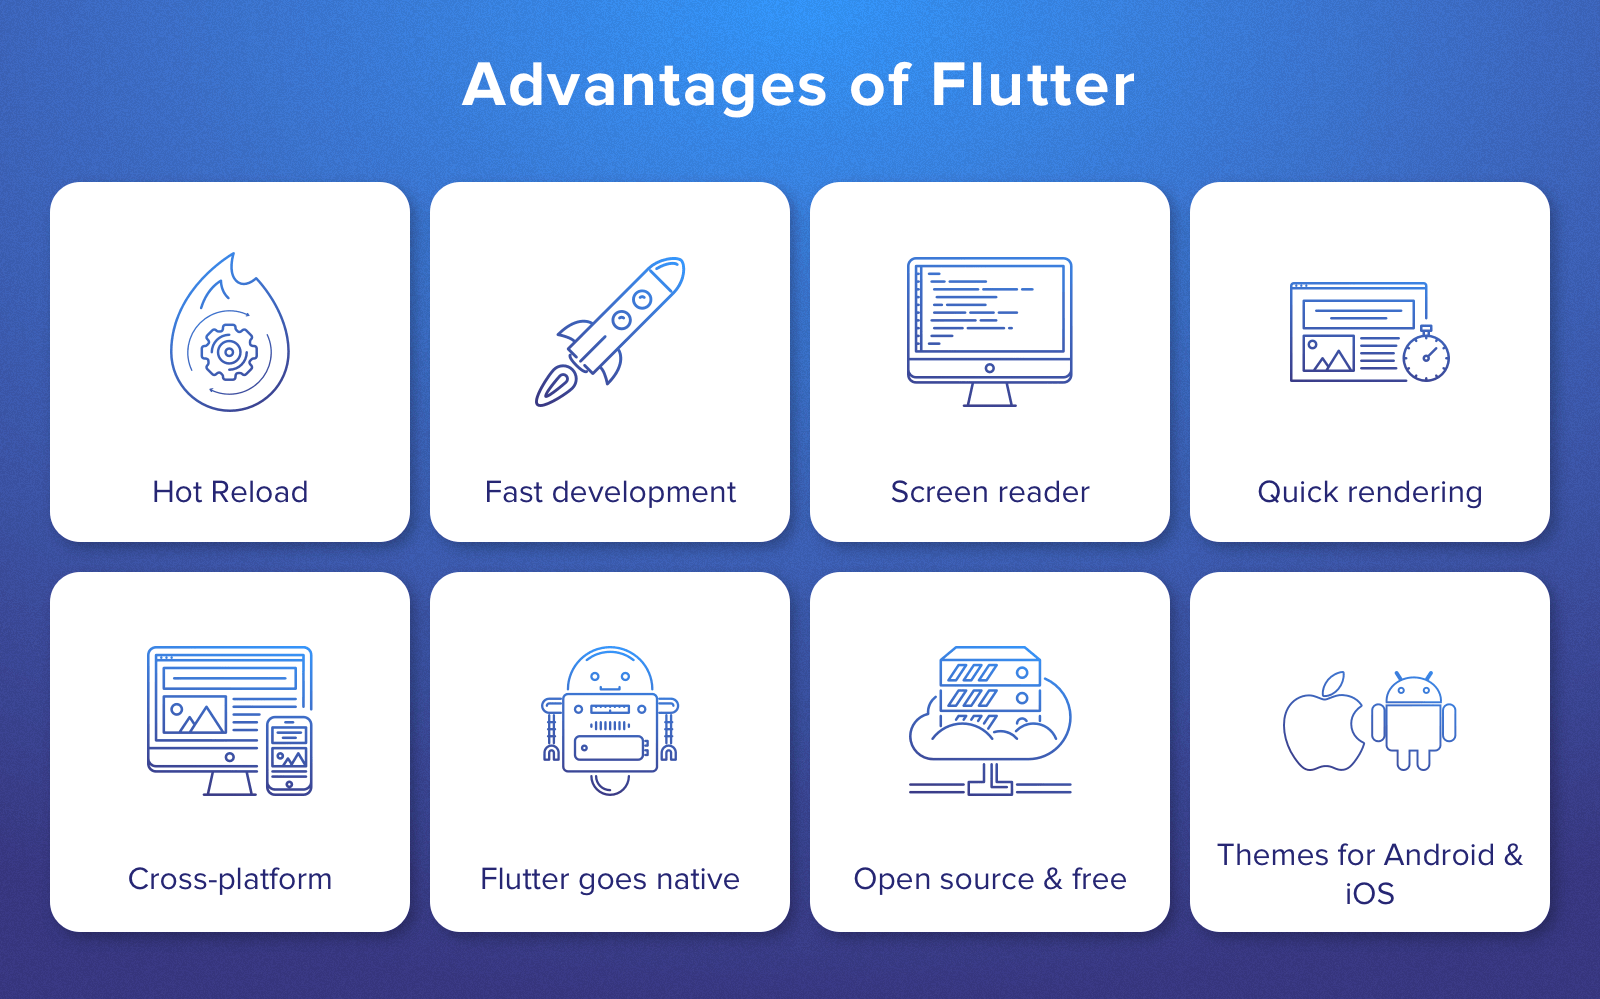 Advantages of Flutter
Hot Reload
Fast development
Screen reader
Quick rendering
Cross-platform
Flutter goes native
Open source & free
Themes for Android &
iOS